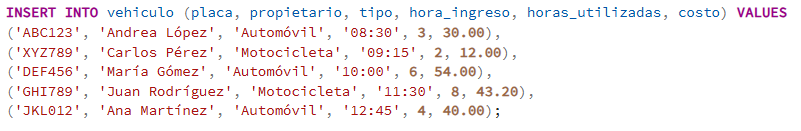 INSERT INTO vehiculo (placa, propietario, tipo, hora_ingreso, horas_utilizadas, costo) VALUES
('ABC123', 'Andrea López', 'Automóvil', '08:30', 3, 30.00),
('XYZ789', 'Carlos Pérez', 'Motocicleta', '09:15', 2, 12.00),
('DEF456', 'María Gómez', 'Automóvil', '10:00', 6, 54.00),
('GHI789', 'Juan Rodríguez', 'Motocicleta', '11:30', 8, 43.20),
('JKL012', 'Ana Martínez', 'Automóvil', '12:45', 4, 40.00);